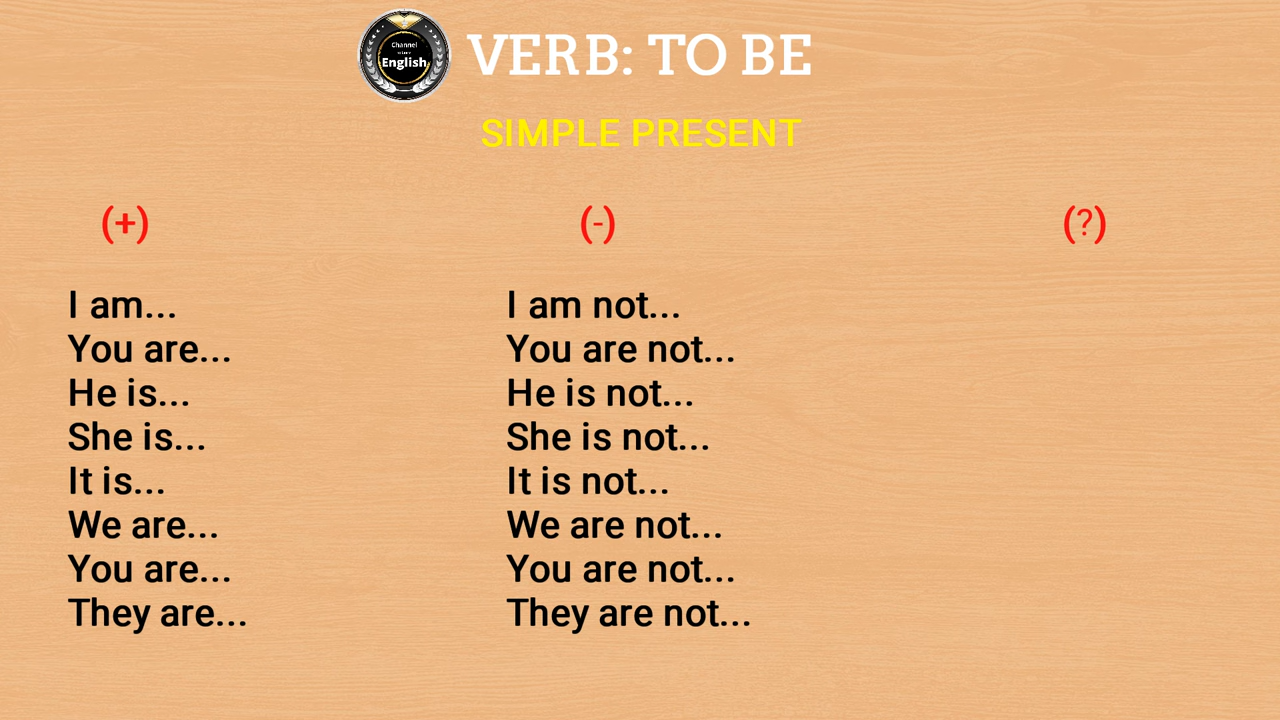 Channel
English
VERB: TO BE
SIMPLE PRESENT
(+)
(-)
(?)
I am...
You are...
He is...
She is...
It is...
We are...
You are...
They are...
I am not...
You are not...
He is not...
She is not...
It is not...
We are not...
You are not...
They are not...